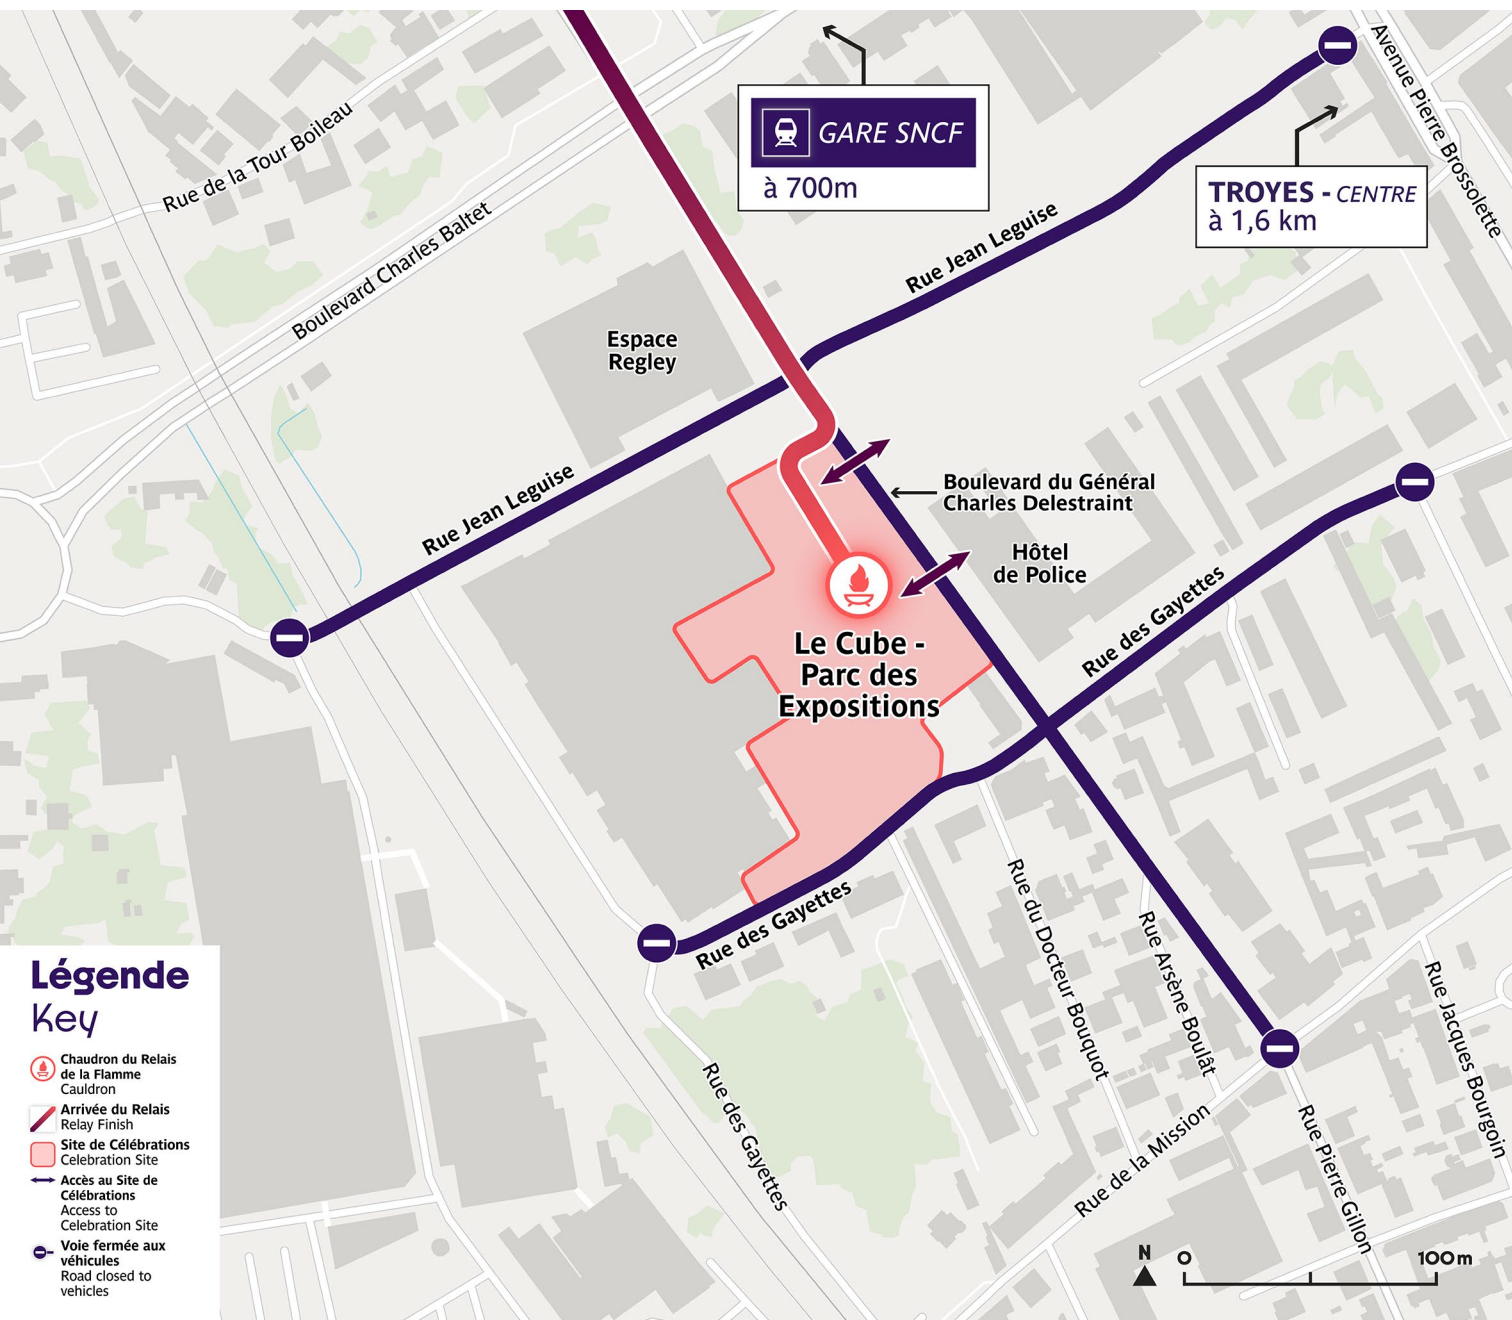 Avenue Pierre Brossolette
GARE SNCF
à 700m
Rue de la Tour Boileau
TROYES - CENTRE
à 1,6 km
Boulevard Charles Baltet
Rue Jean Leguise
Espace
Regley
Rue Jean Leguise
Boulevard du Général
Charles Delestraint
Hôtel
de Police
Rue des Gayettes
Le Cube -
Parc des
Expositions
Rue des Gayettes
Rue du Docteur Bouquot
Rue Arsène Boulât
Rue Jacques Bourgoin
Rue des Gayettes
Rue de la Mission
Rue Pierre Gillon
Légende
Key
Chaudron du Relais
de la Flamme
Cauldron
Arrivée du Relais
Relay Finish
Site de Célébrations
Celebration Site
Accès au Site de
Célébrations
Access to
Celebration Site
Voie fermée aux
véhicules
Road closed to
vehicles
N
0
100m